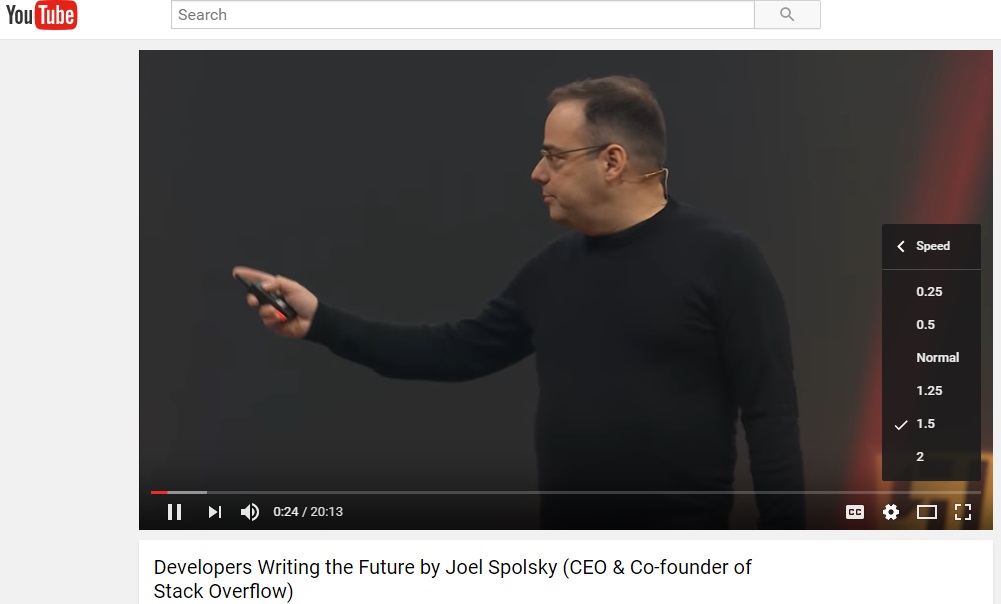 YouTube
Search
Speed
0.25
0.5
Normal
1.25
1.5
2
0:24 / 20:13
CC
Developers Writing the Future by Joel Spolsky (CEO & Co-founder of
Stack Overflow)